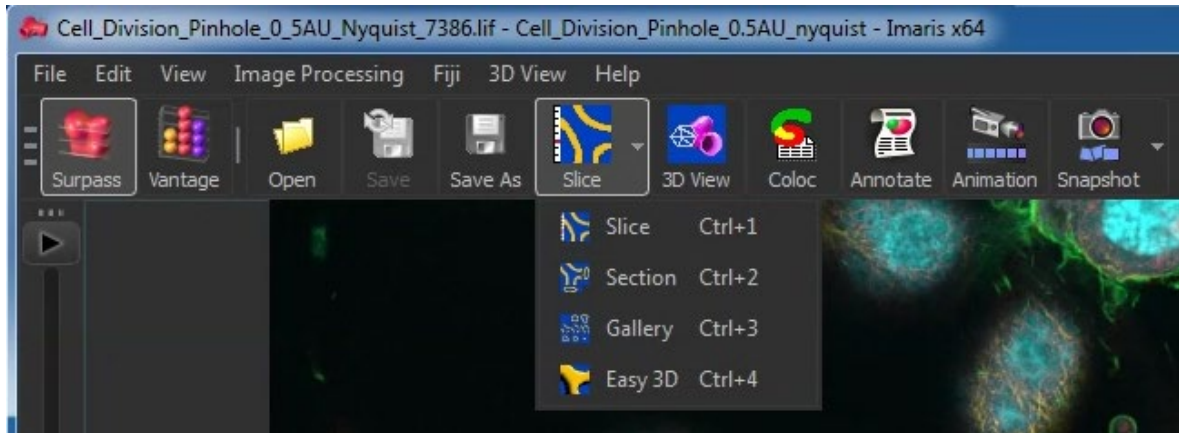 Cell_Division_Pinhole_0_5AU_Nyquist_7386.lif - Cell_Division_Pinhole_0.5AU_nyquist - Imaris x64
File Edit View Image Processing Fiji 3D View Help
Surpass Vantage Open Save Save As Slice 3D View Coloc Annotate Animation Snapshot
Slice Ctrl+1
Section Ctrl+2
Gallery Ctrl+3
Easy 3D Ctrl+4